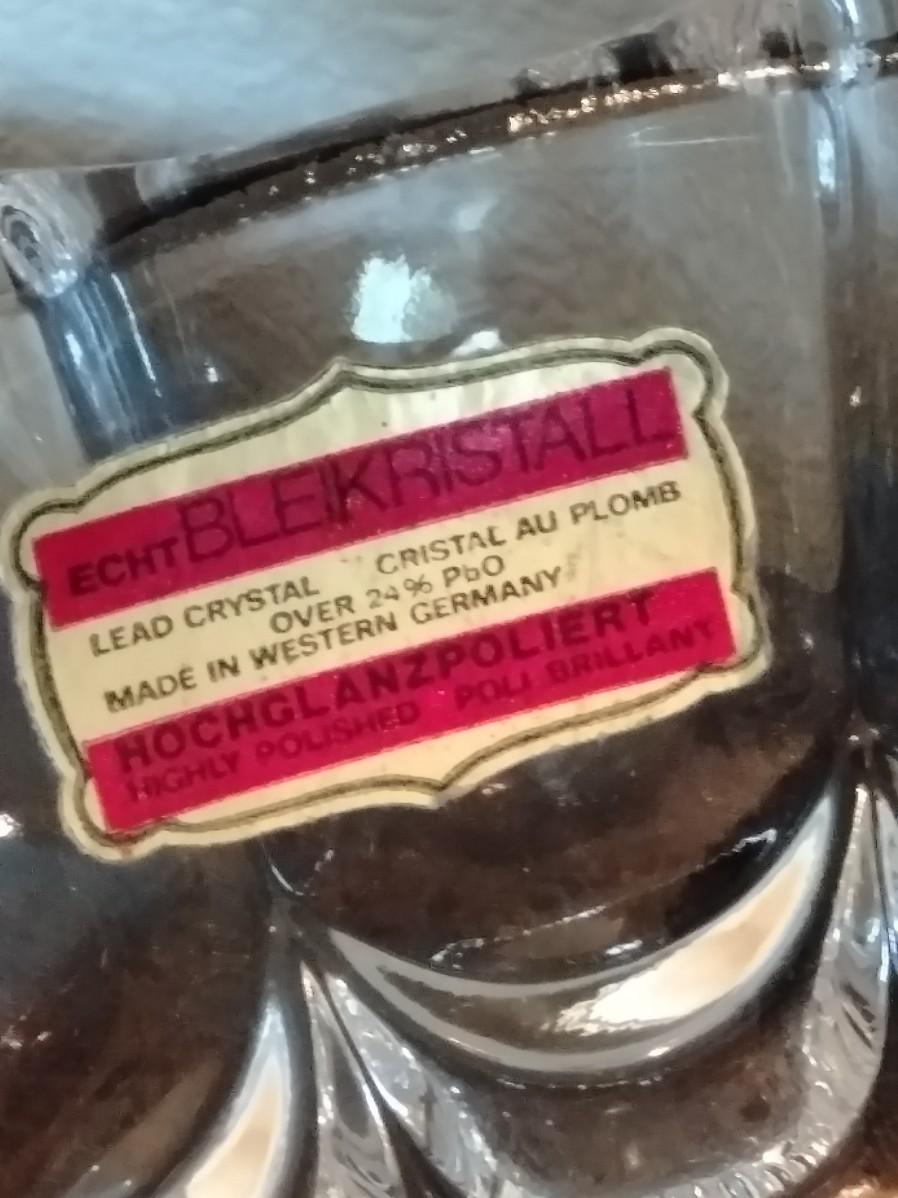 ECHT BLEIKRISTALL
LEAD CRYSTAL CRISTAL AU PLOMB
OVER 24% PbO
MADE IN WESTERN GERMANY
HOCHGLANZPOLIERT
HIGHLY POLISHED POLI BRILLANT